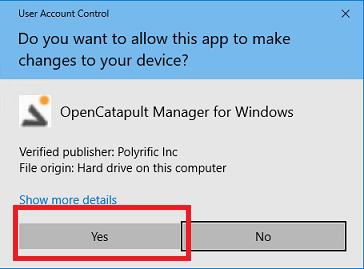 User Account Control
Do you want to allow this app to make
changes to your device?
OpenCatapult Manager for Windows
Verified publisher: Polyrific Inc
File origin: Hard drive on this computer
Show more details
Yes
No